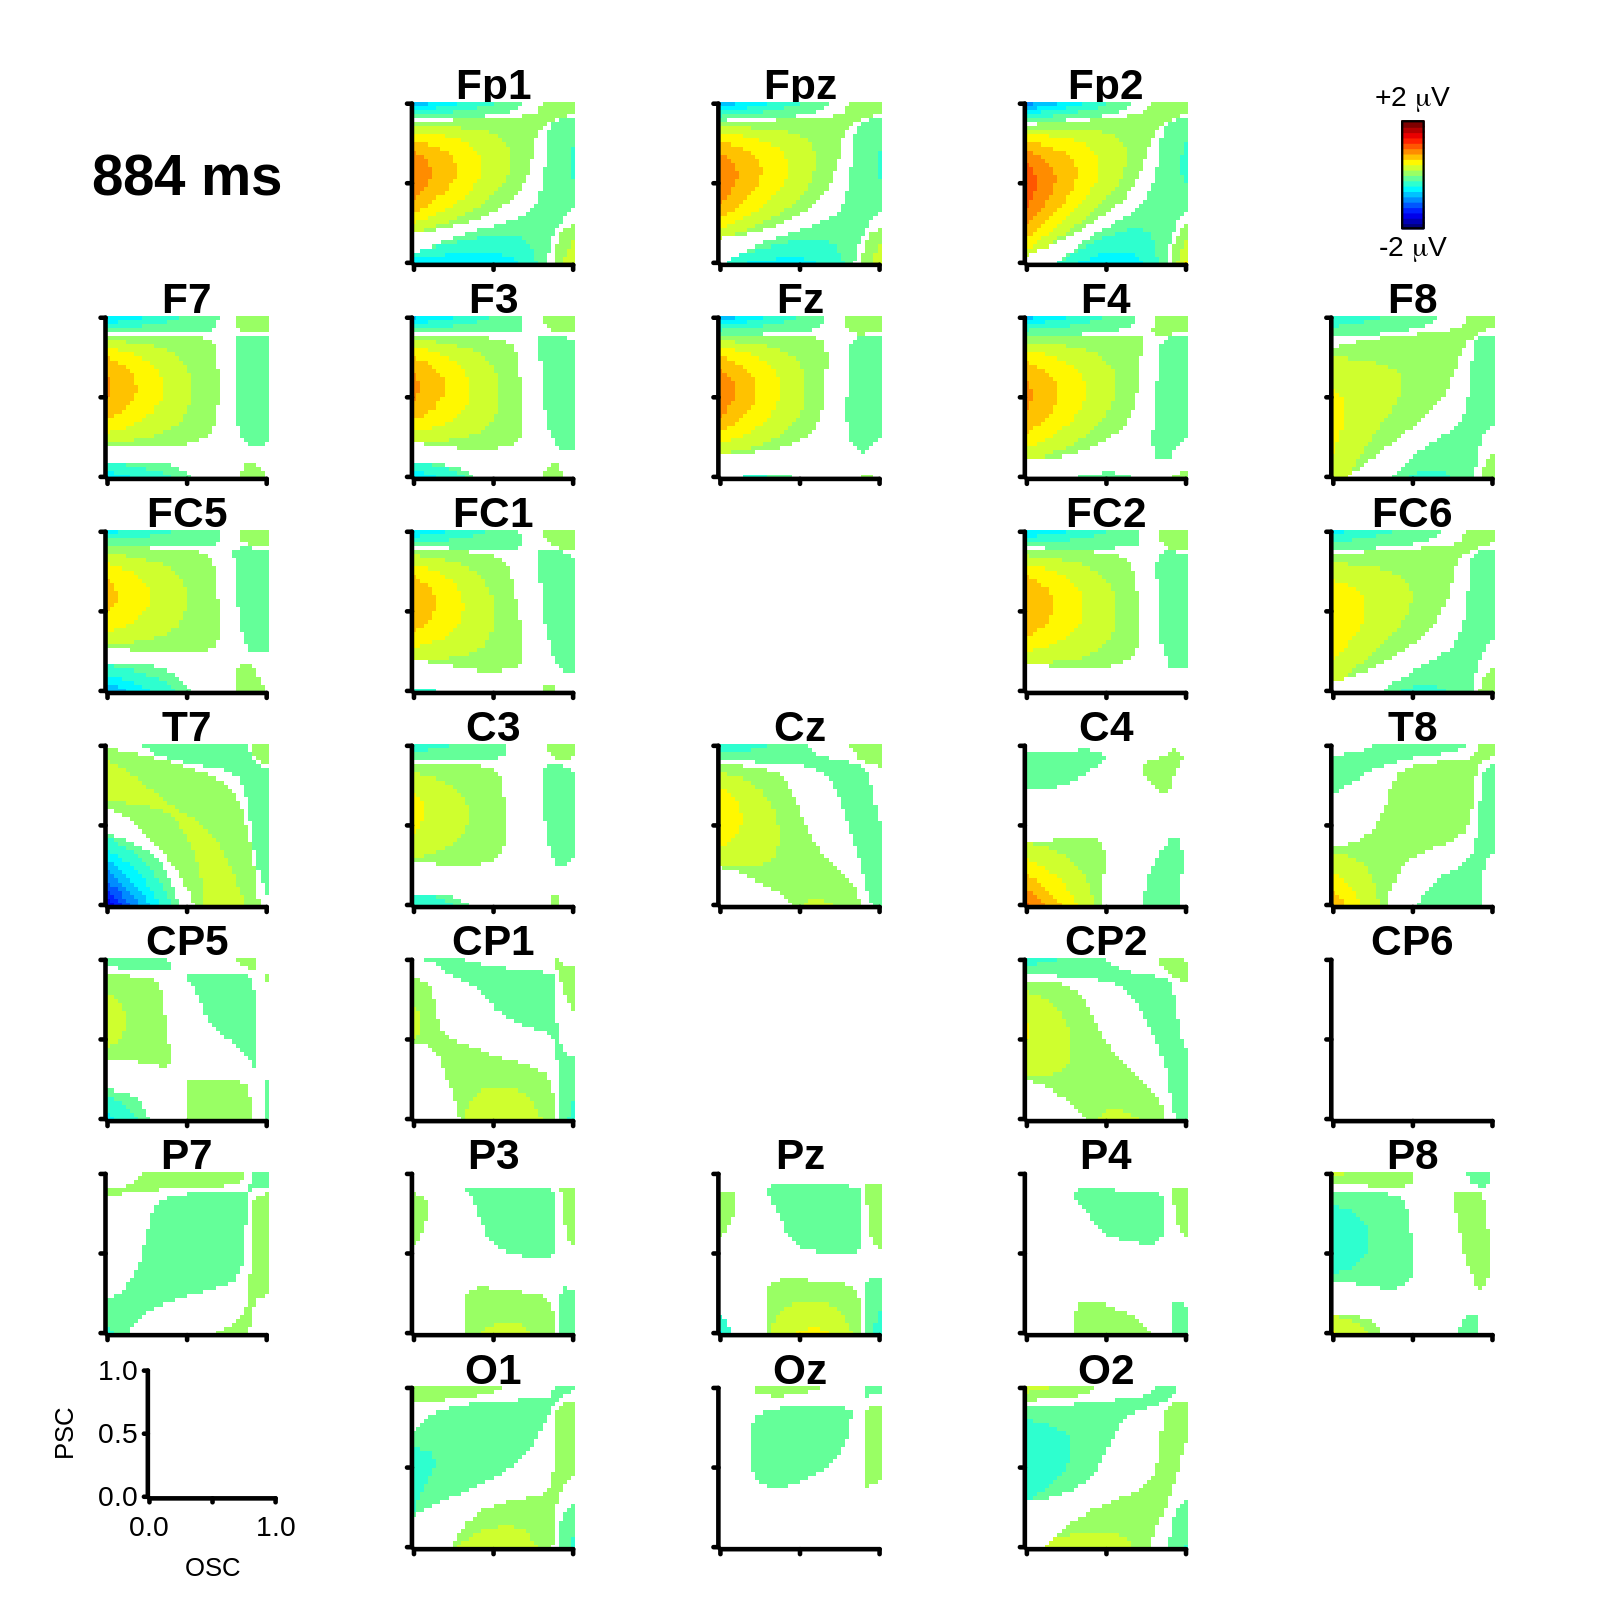 884 ms
Fp1
Fpz
Fp2
+2 μV
-2 μV
F7
F3
Fz
F4
F8
FC5
FC1
FC2
FC6
T7
C3
Cz
C4
T8
CP5
CP1
CP2
CP6
P7
P3
Pz
P4
P8
O1
Oz
O2
1.0
0.5
0.0
PSC
0.0
1.0
OSC